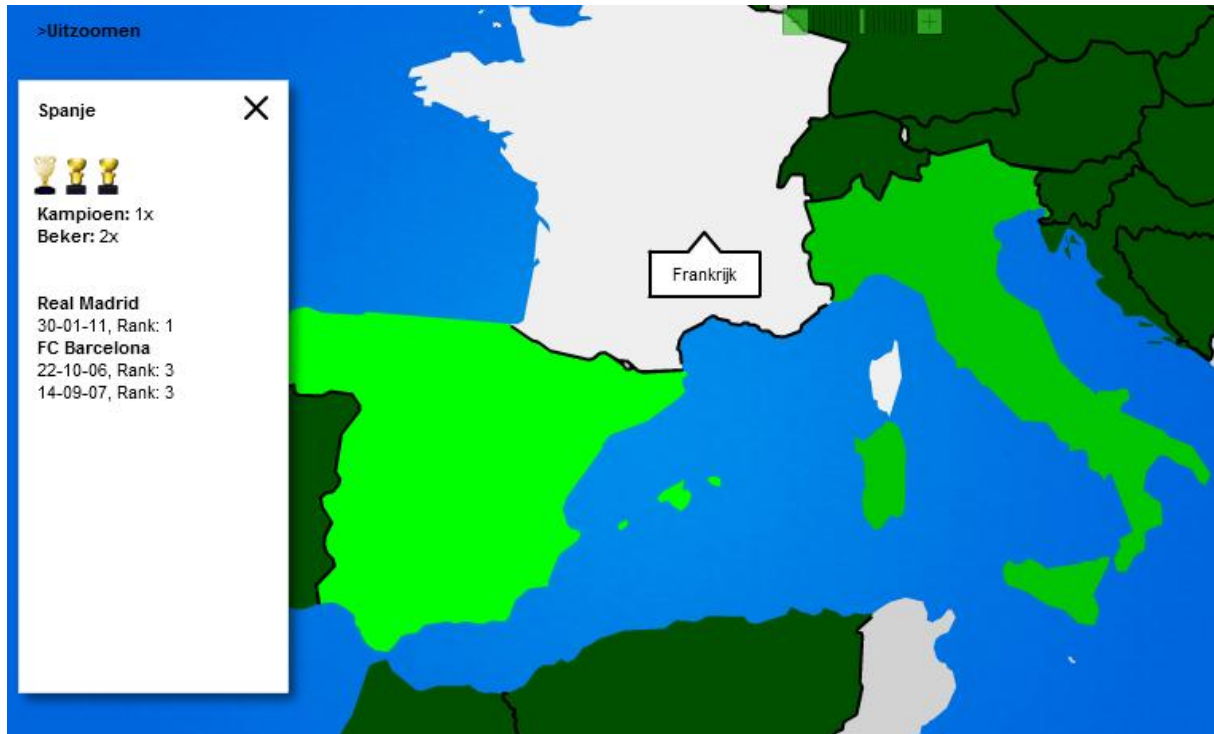 >Uitzoomen
Spanje
Kampioen: 1x
Beker: 2x
Real Madrid
30-01-11, Rank: 1
FC Barcelona
22-10-06, Rank: 3
14-09-07, Rank: 3
Frankrijk